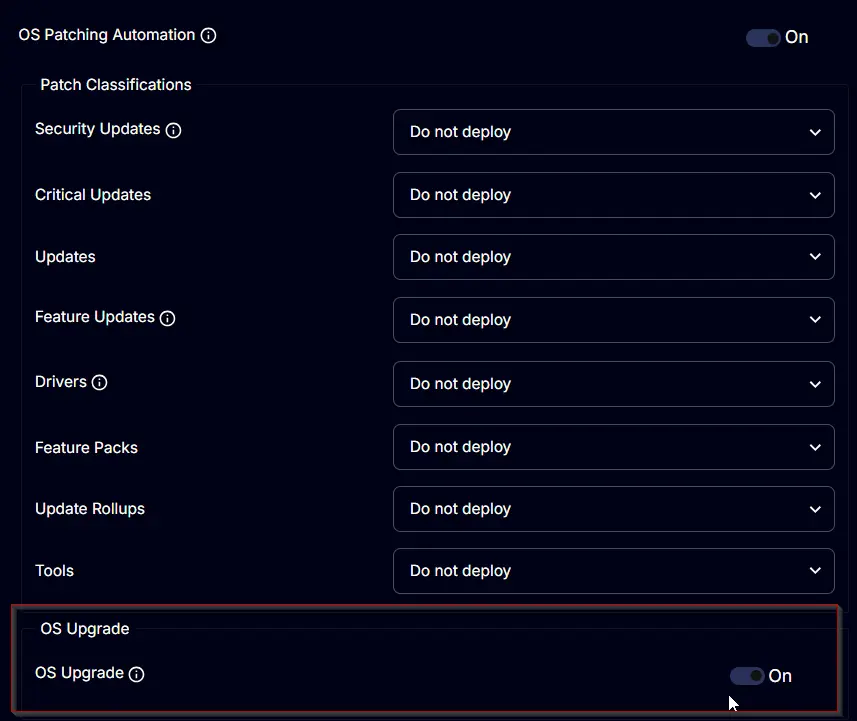 OS Patching Automation
On
Patch Classifications
Security Updates
Do not deploy
Critical Updates
Do not deploy
Updates
Do not deploy
Feature Updates
Do not deploy
Drivers
Do not deploy
Feature Packs
Do not deploy
Update Rollups
Do not deploy
Tools
Do not deploy
OS Upgrade
OS Upgrade
On